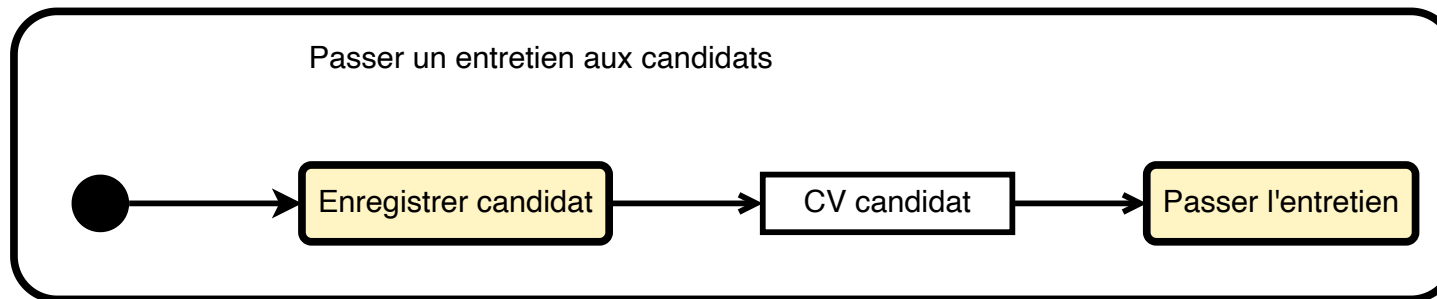 Passer un entretien aux candidats
Enregistrer candidat
CV candidat
Passer l'entretien